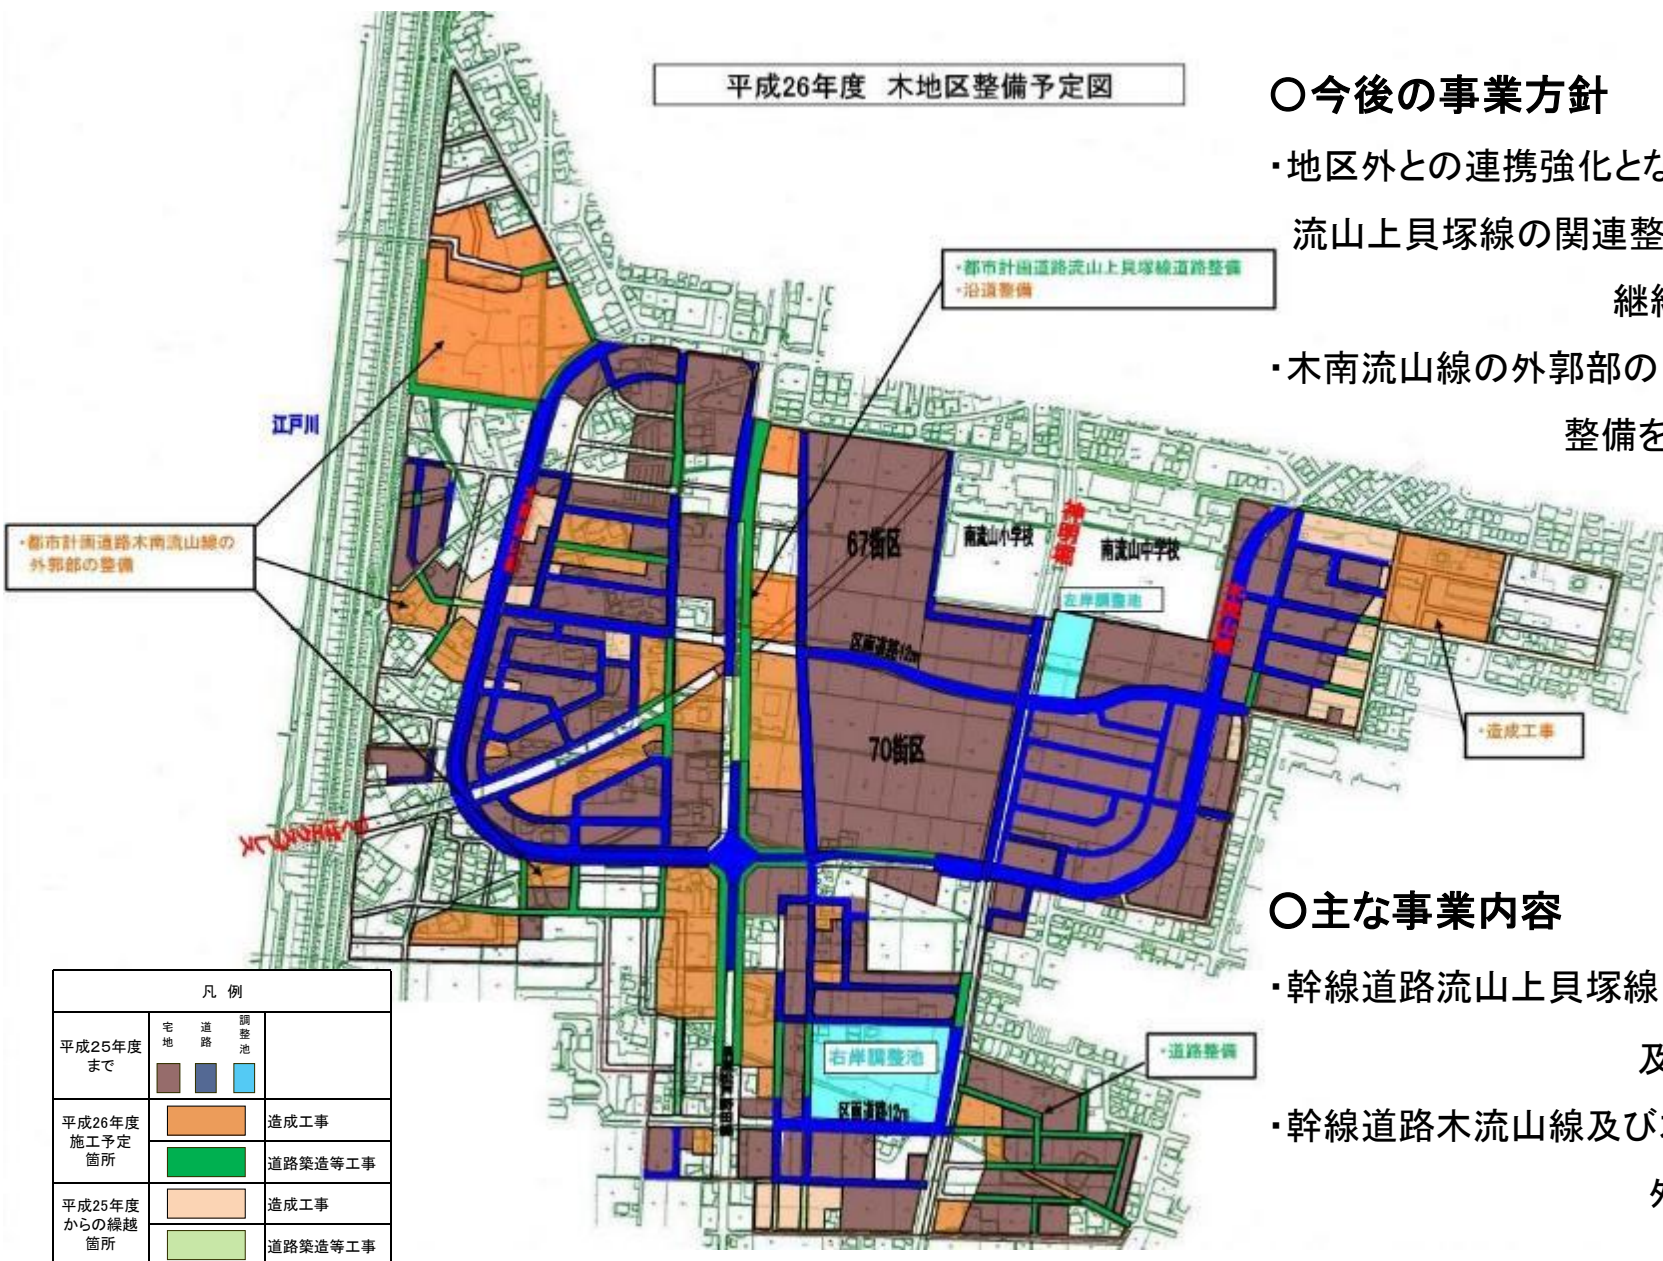 平成26年度 木地区整備予定図
○今後の事業方針
・地区外との連携強化とな
流山上貝塚線の関連整
継
・木南流山線の外郭部の
整備を
・都市計画道路流山上貝塚線道路整備
・沿道整備
江戸川
・都市計画道路木南流山線の
外郭部の整備
67街区
南流山小学校
神明堀
南流山中学校
左岸調整池
区画道路12m
70街区
・造成工事
○主な事業内容
・幹線道路流山上貝塚線
及
・幹線道路木流山線及び
・道路整備
右岸調整池
区画道路12m
凡 例
平成25年度
まで
宅地
道路
調整池
平成26年度
施工予定
箇所
造成工事
道路築造等工事
平成25年度
からの繰越
箇所
造成工事
道路築造等工事